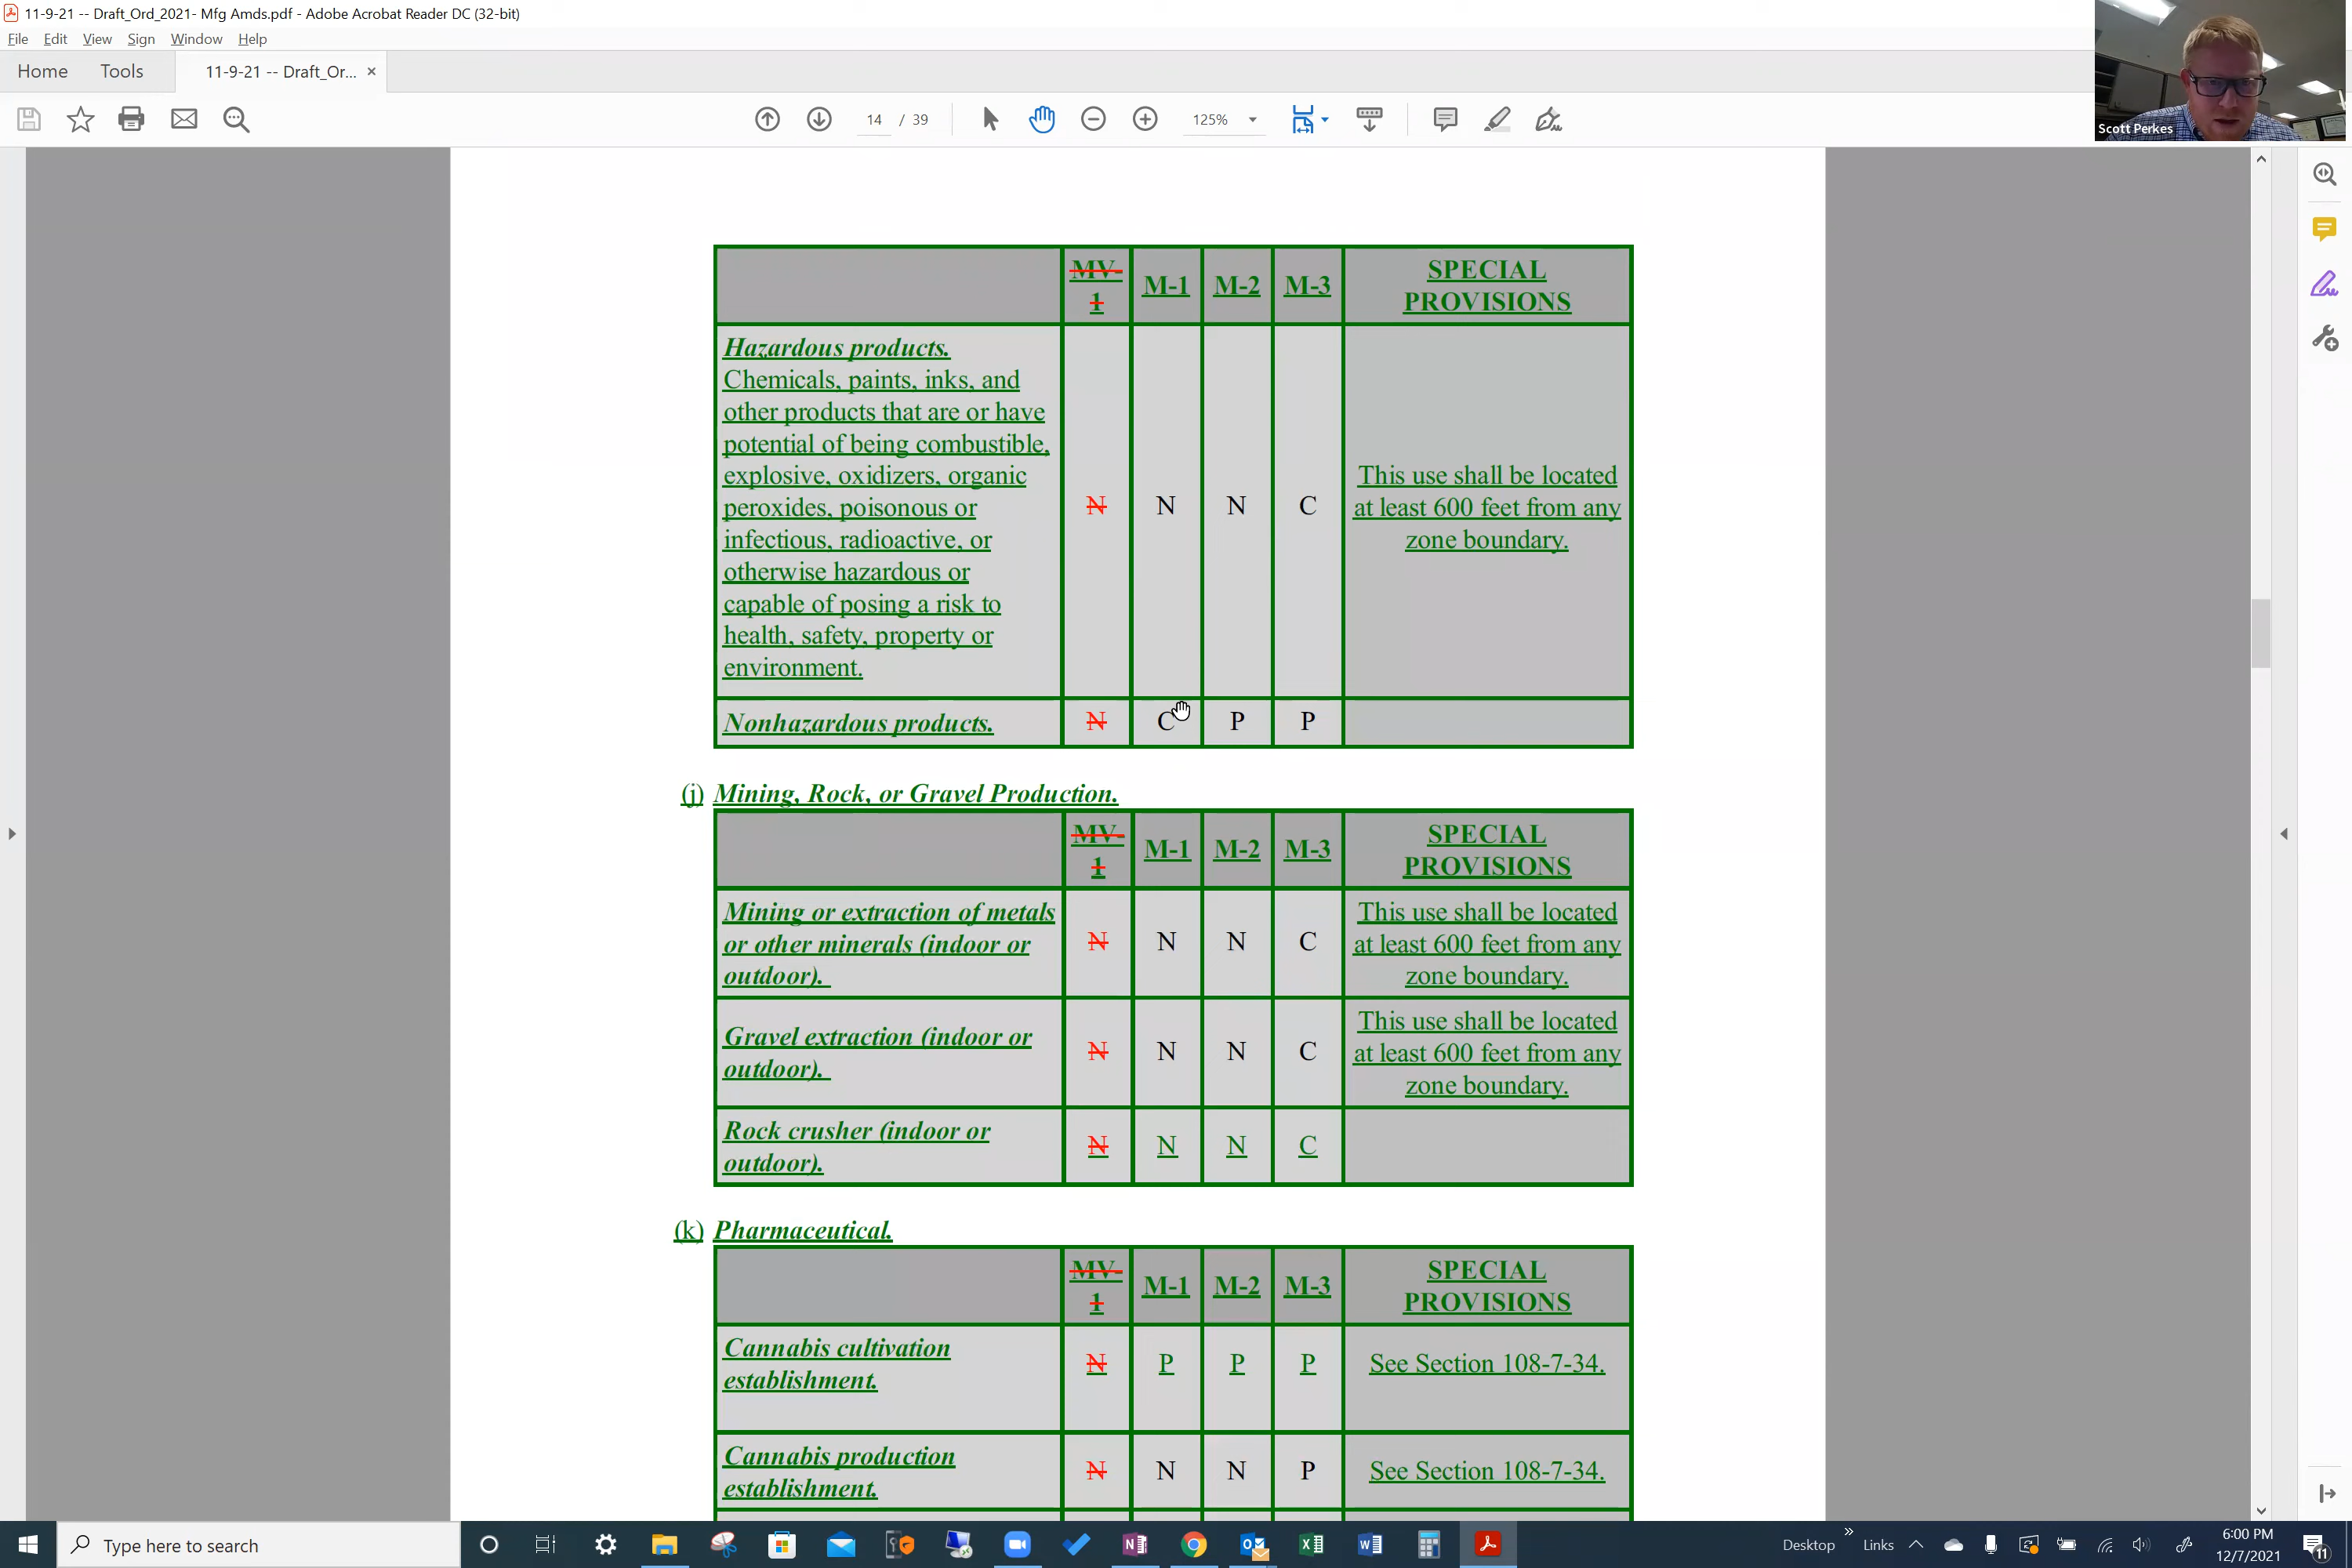 11-9-21 -- Draft_Ord_2021- Mfg Amds.pdf - Adobe Acrobat Reader DC (32-bit)
File Edit View Sign Window Help
Home Tools 11-9-21 -- Draft_Or... ×
14 / 39 125%
Scott Perkes
MV-1 M-1 M-2 M-3 SPECIAL PROVISIONS
Hazardous products.
Chemicals, paints, inks, and
other products that are or have
potential of being combustible,
explosive, oxidizers, organic
peroxides, poisonous or
infectious, radioactive, or
otherwise hazardous or
capable of posing a risk to
health, safety, property or
environment.
N N N C
This use shall be located
at least 600 feet from any
zone boundary.
Nonhazardous products. N C P P
(j) Mining, Rock, or Gravel Production.
MV-1 M-1 M-2 M-3 SPECIAL PROVISIONS
Mining or extraction of metals
or other minerals (indoor or
outdoor).
N N N C
This use shall be located
at least 600 feet from any
zone boundary.
Gravel extraction (indoor or
outdoor).
N N N C
This use shall be located
at least 600 feet from any
zone boundary.
Rock crusher (indoor or
outdoor).
N N N C
(k) Pharmaceutical.
MV-1 M-1 M-2 M-3 SPECIAL PROVISIONS
Cannabis cultivation
establishment.
N P P P See Section 108-7-34.
Cannabis production
establishment.
N N N P See Section 108-7-34.
Type here to search
Desktop » Links
6:00 PM
12/7/2021
11